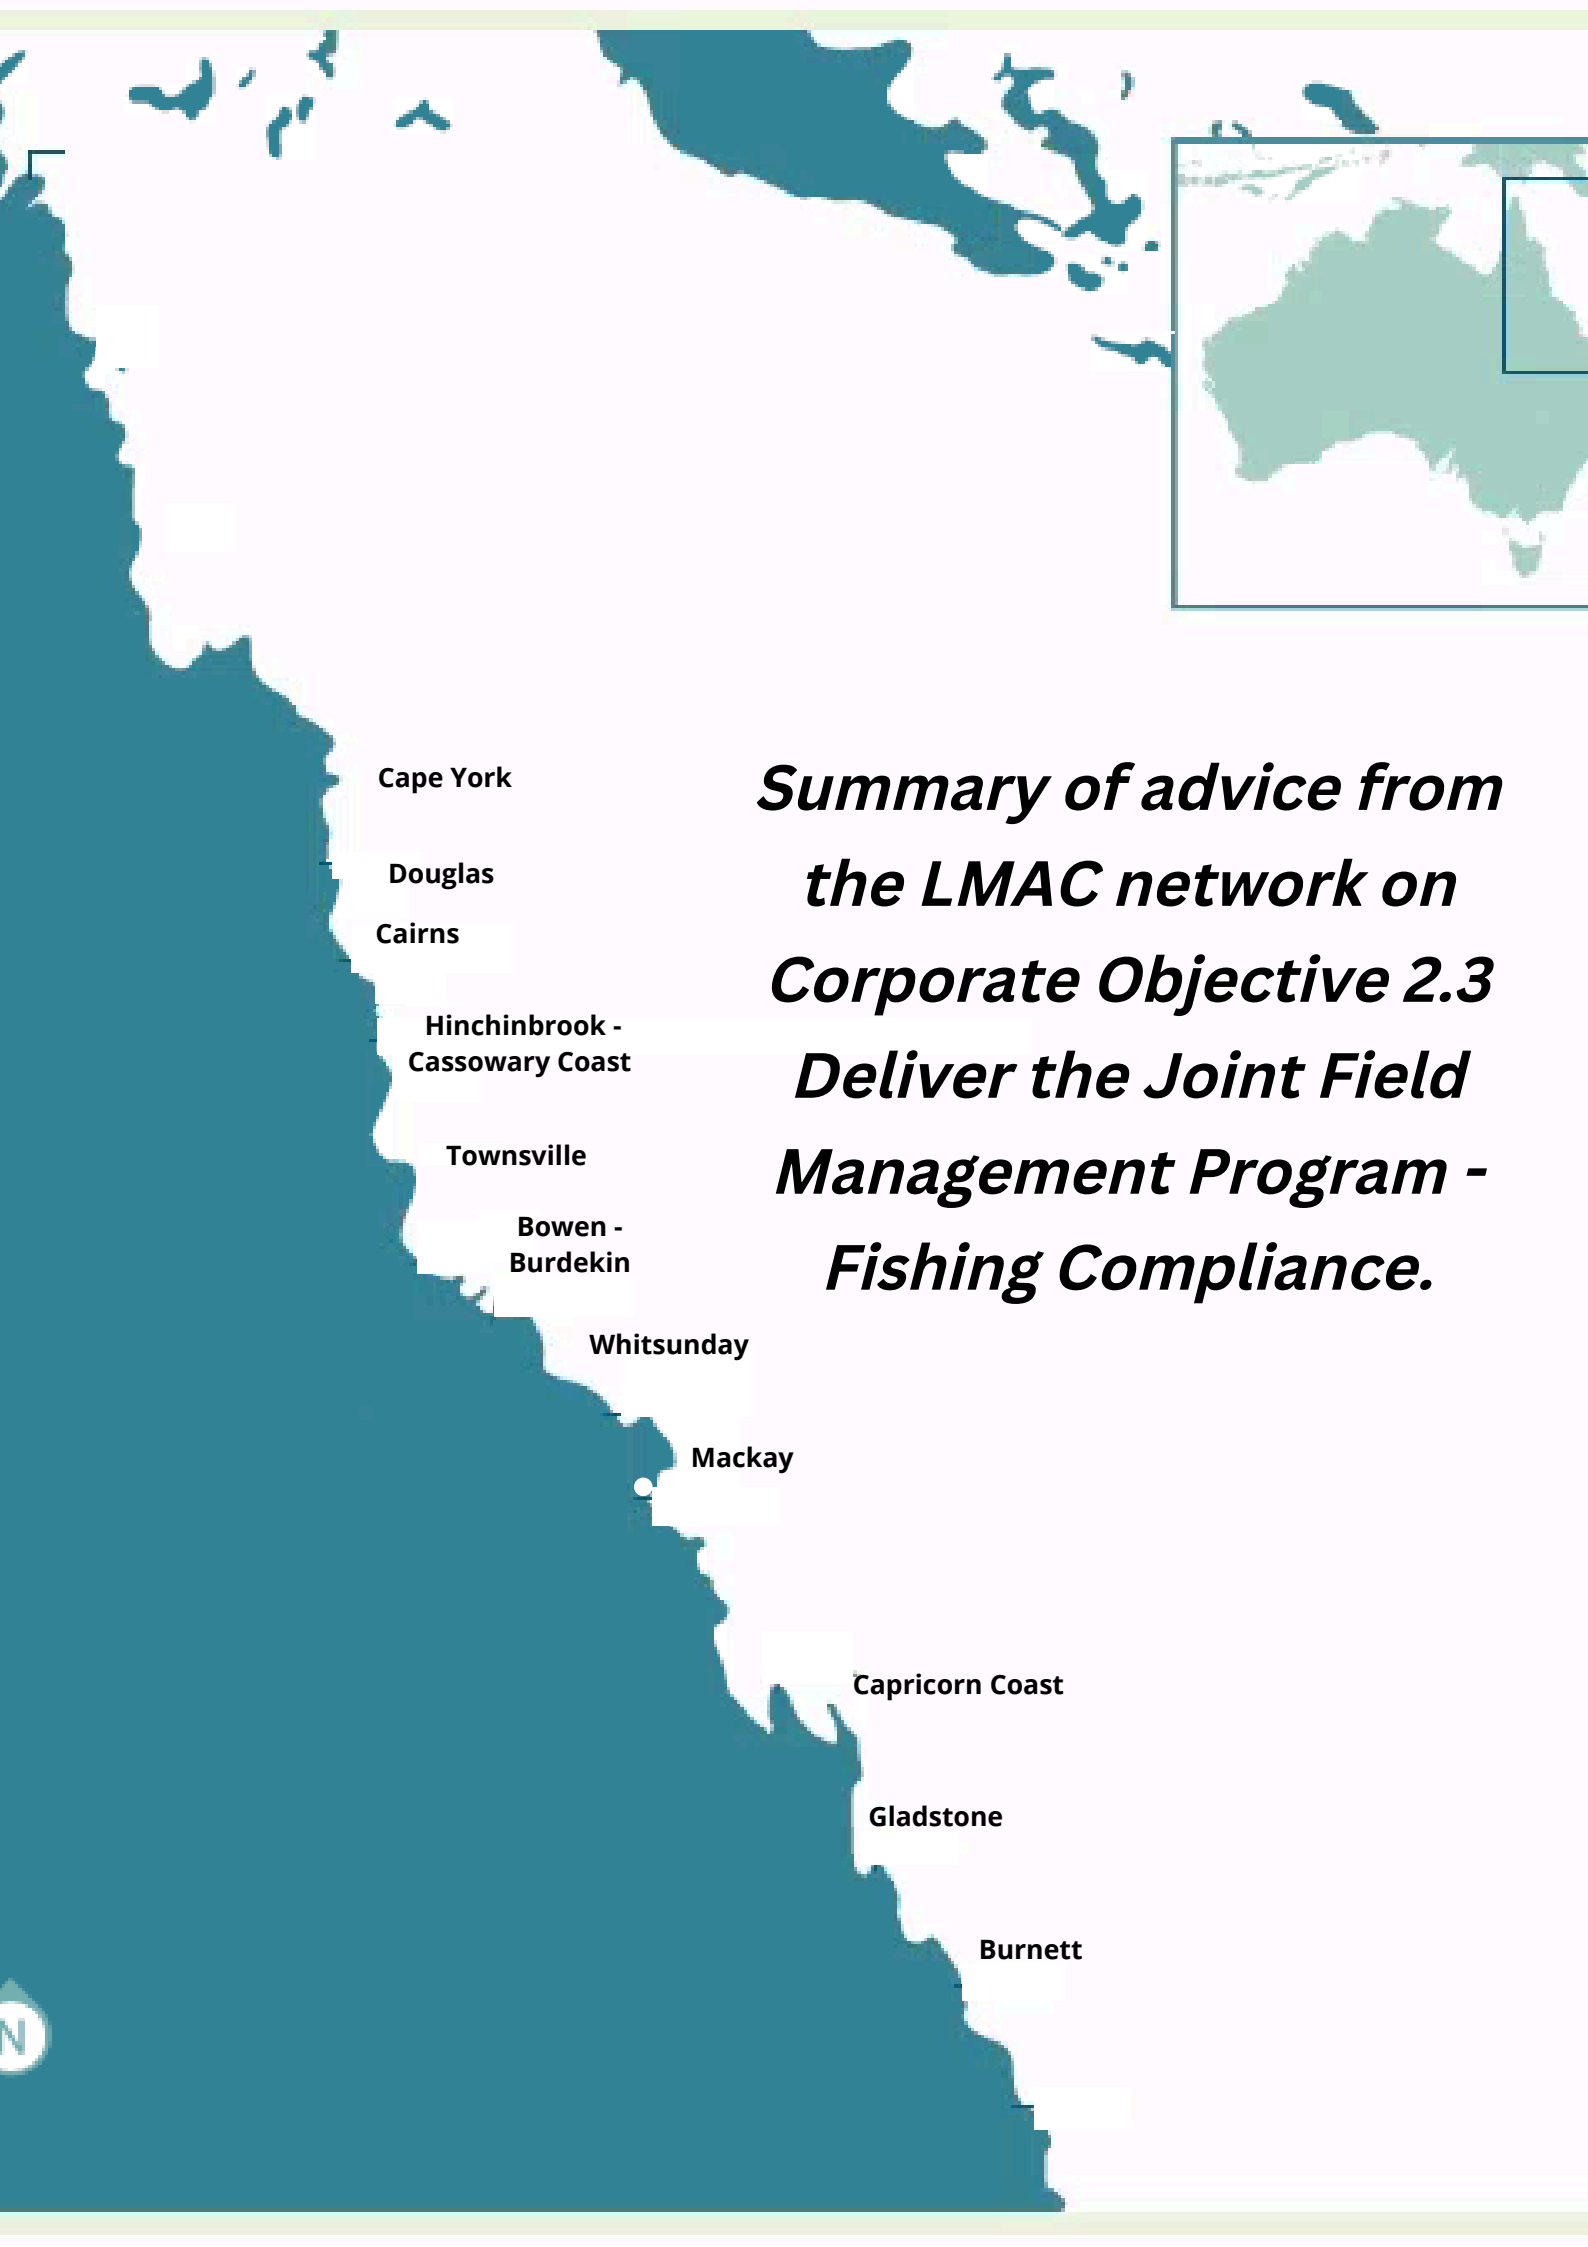 Cape York
Douglas
Cairns
Hinchinbrook -
Cassowary Coast
Townsville
Bowen -
Burdekin
Whitsunday
Mackay
Capricorn Coast
Gladstone
Burnett
Summary of advice from
the LMAC network on
Corporate Objective 2.3
Deliver the Joint Field
Management Program -
Fishing Compliance.
N